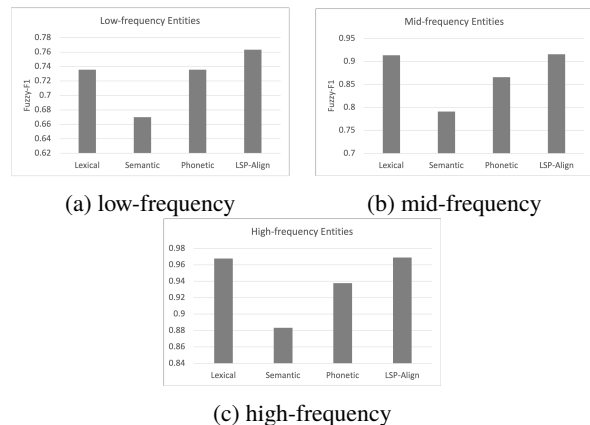 Low-frequency Entities
Fuzzy-F1
0.78
0.76
0.74
0.72
0.7
0.68
0.66
0.64
0.62
Lexical Semantic Phonetic LSP-Align
(a) low-frequency
Mid-frequency Entities
Fuzzy-F1
0.95
0.9
0.85
0.8
0.75
0.7
Lexical Semantic Phonetic LSP-Align
(b) mid-frequency
High-frequency Entities
0.98
0.96
0.94
0.92
0.9
0.88
0.86
0.84
Lexical Semantic Phonetic LSP-Align
(c) high-frequency